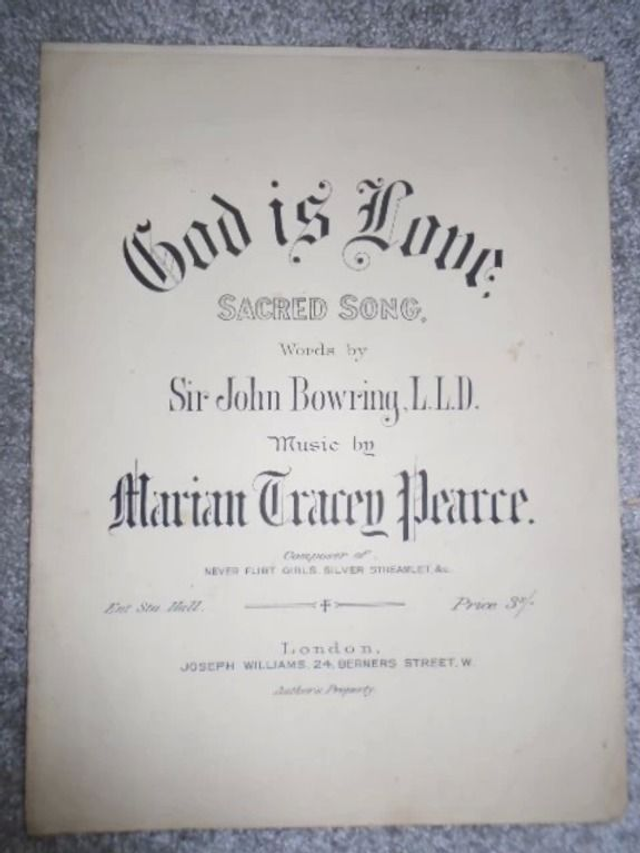 God is Love,
SACRED SONG.
Words by
Sir John Bowring, L.L.D.
Music by
Marian Tracey Pearce.
Composer of
NEVER FLIRT GIRLS, SILVER STREAMLET, &c.
Ent. Sta. Hall. Price 3s/-
London,
JOSEPH WILLIAMS, 24, BERNERS STREET, W.
Author's Property.